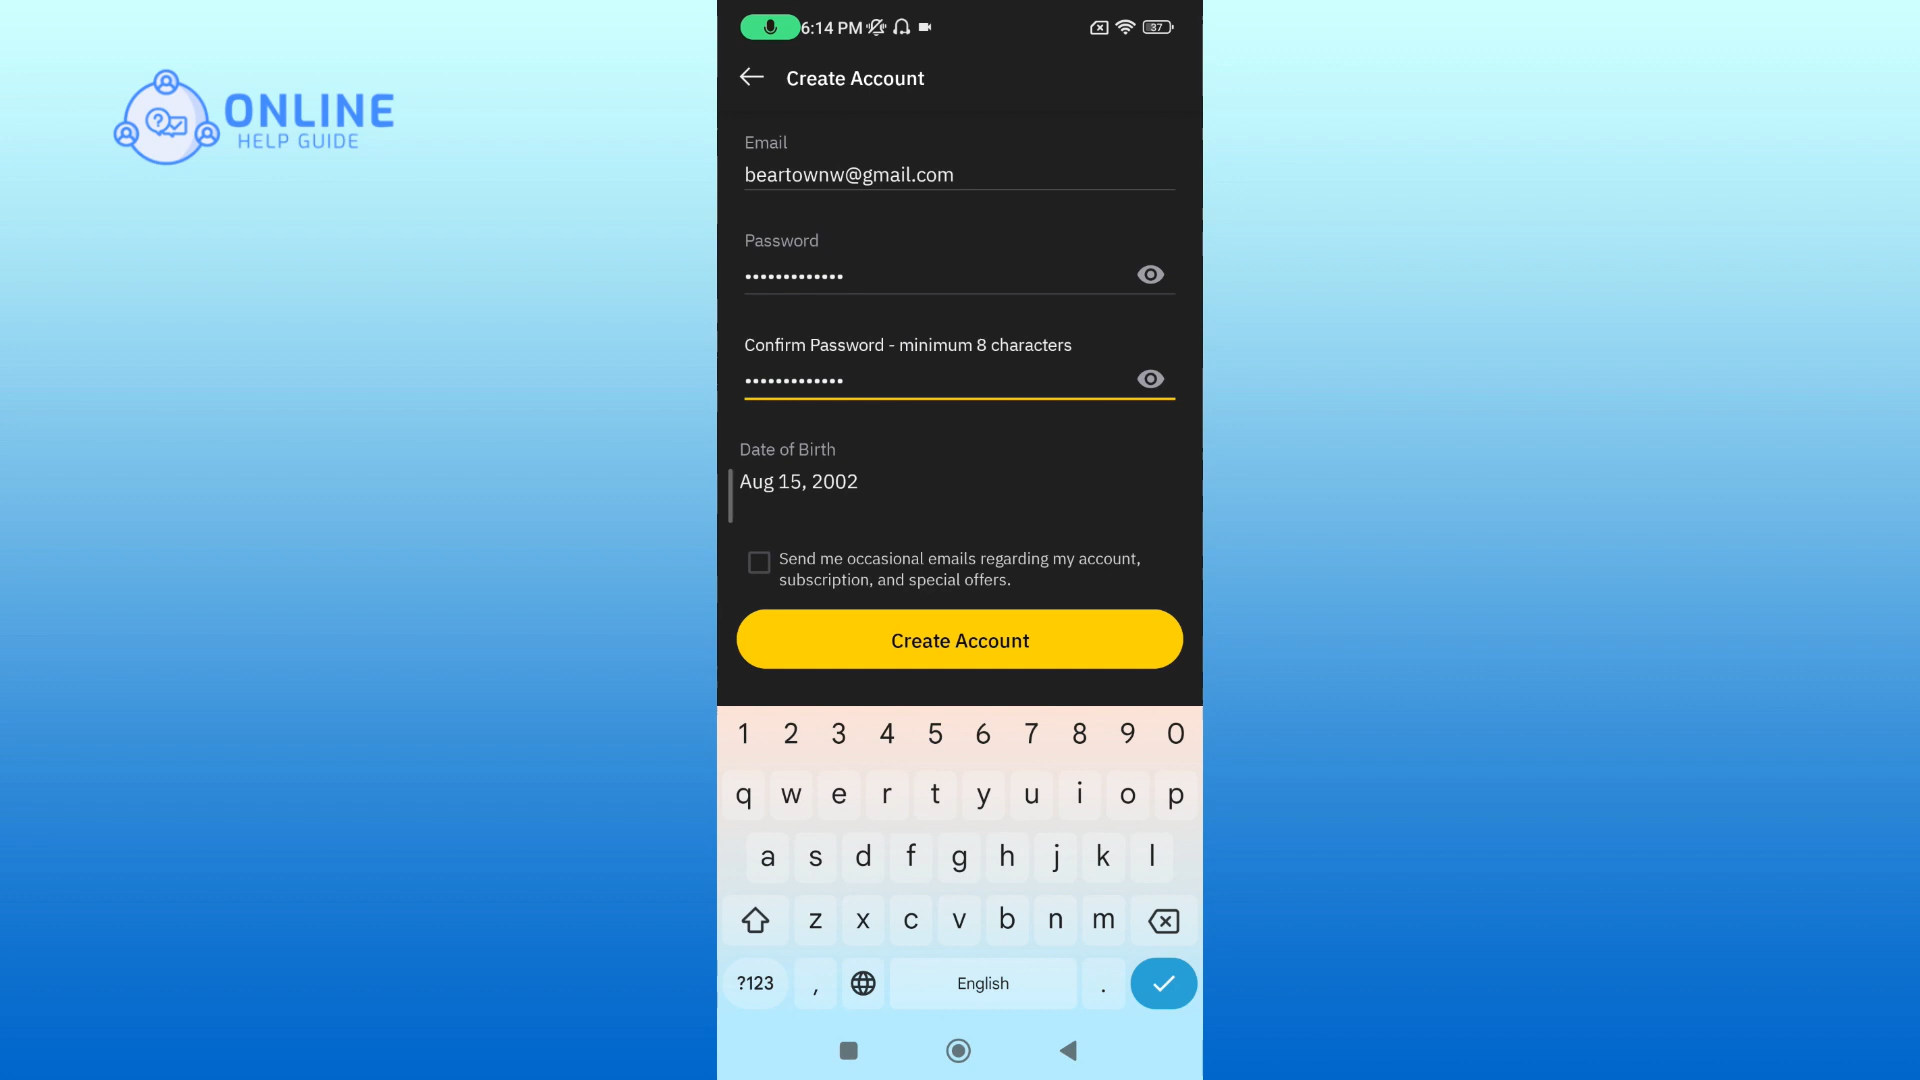 6:14 PM
37
ONLINE
HELP GUIDE
Create Account
Email
beartownw@gmail.com
Password
•••••••••••••
Confirm Password - minimum 8 characters
•••••••••••••
Date of Birth
Aug 15, 2002
Send me occasional emails regarding my account,
subscription, and special offers.
Create Account
1 2 3 4 5 6 7 8 9 0
q w e r t y u i o p
a s d f g h j k l
z x c v b n m
?123 , English .